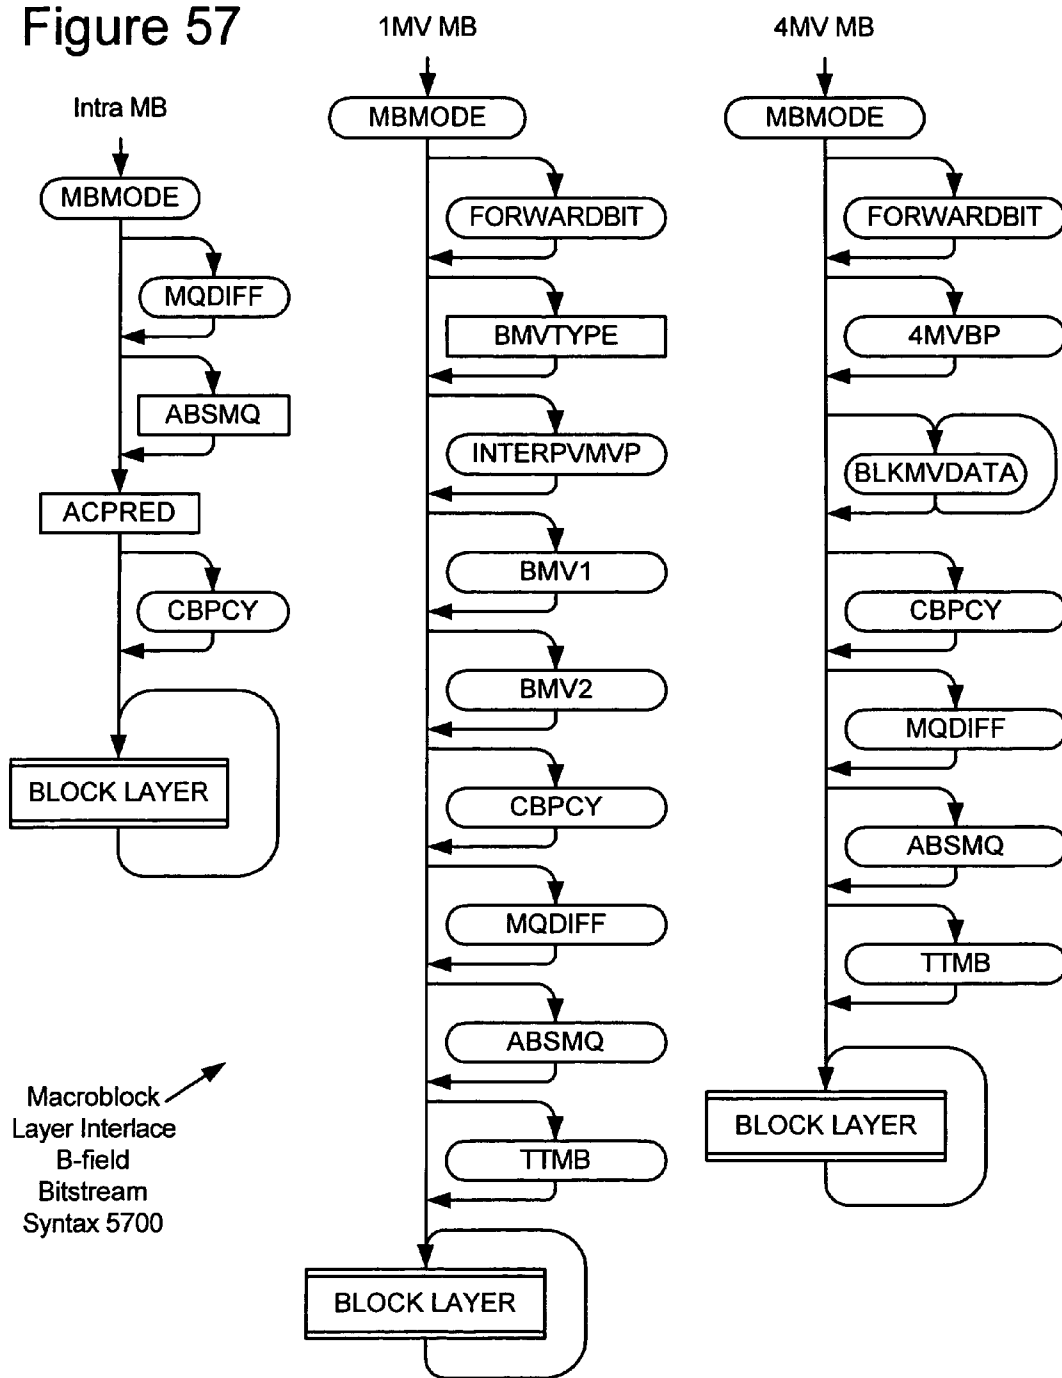 Figure 57
Intra MB
MBMODE
MQDIFF
ABSMQ
ACPRED
CBPCY
BLOCK LAYER
1MV MB
MBMODE
FORWARDBIT
BMVTYPE
INTERPVMVP
BMV1
BMV2
CBPCY
MQDIFF
ABSMQ
TTMB
BLOCK LAYER
4MV MB
MBMODE
FORWARDBIT
4MVBP
BLKMVDATA
CBPCY
MQDIFF
ABSMQ
TTMB
BLOCK LAYER
Macroblock
Layer Interlace
B-field
Bitstream
Syntax 5700